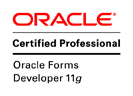 ORACLE®
Certified Professional
Oracle Forms
Developer 11g